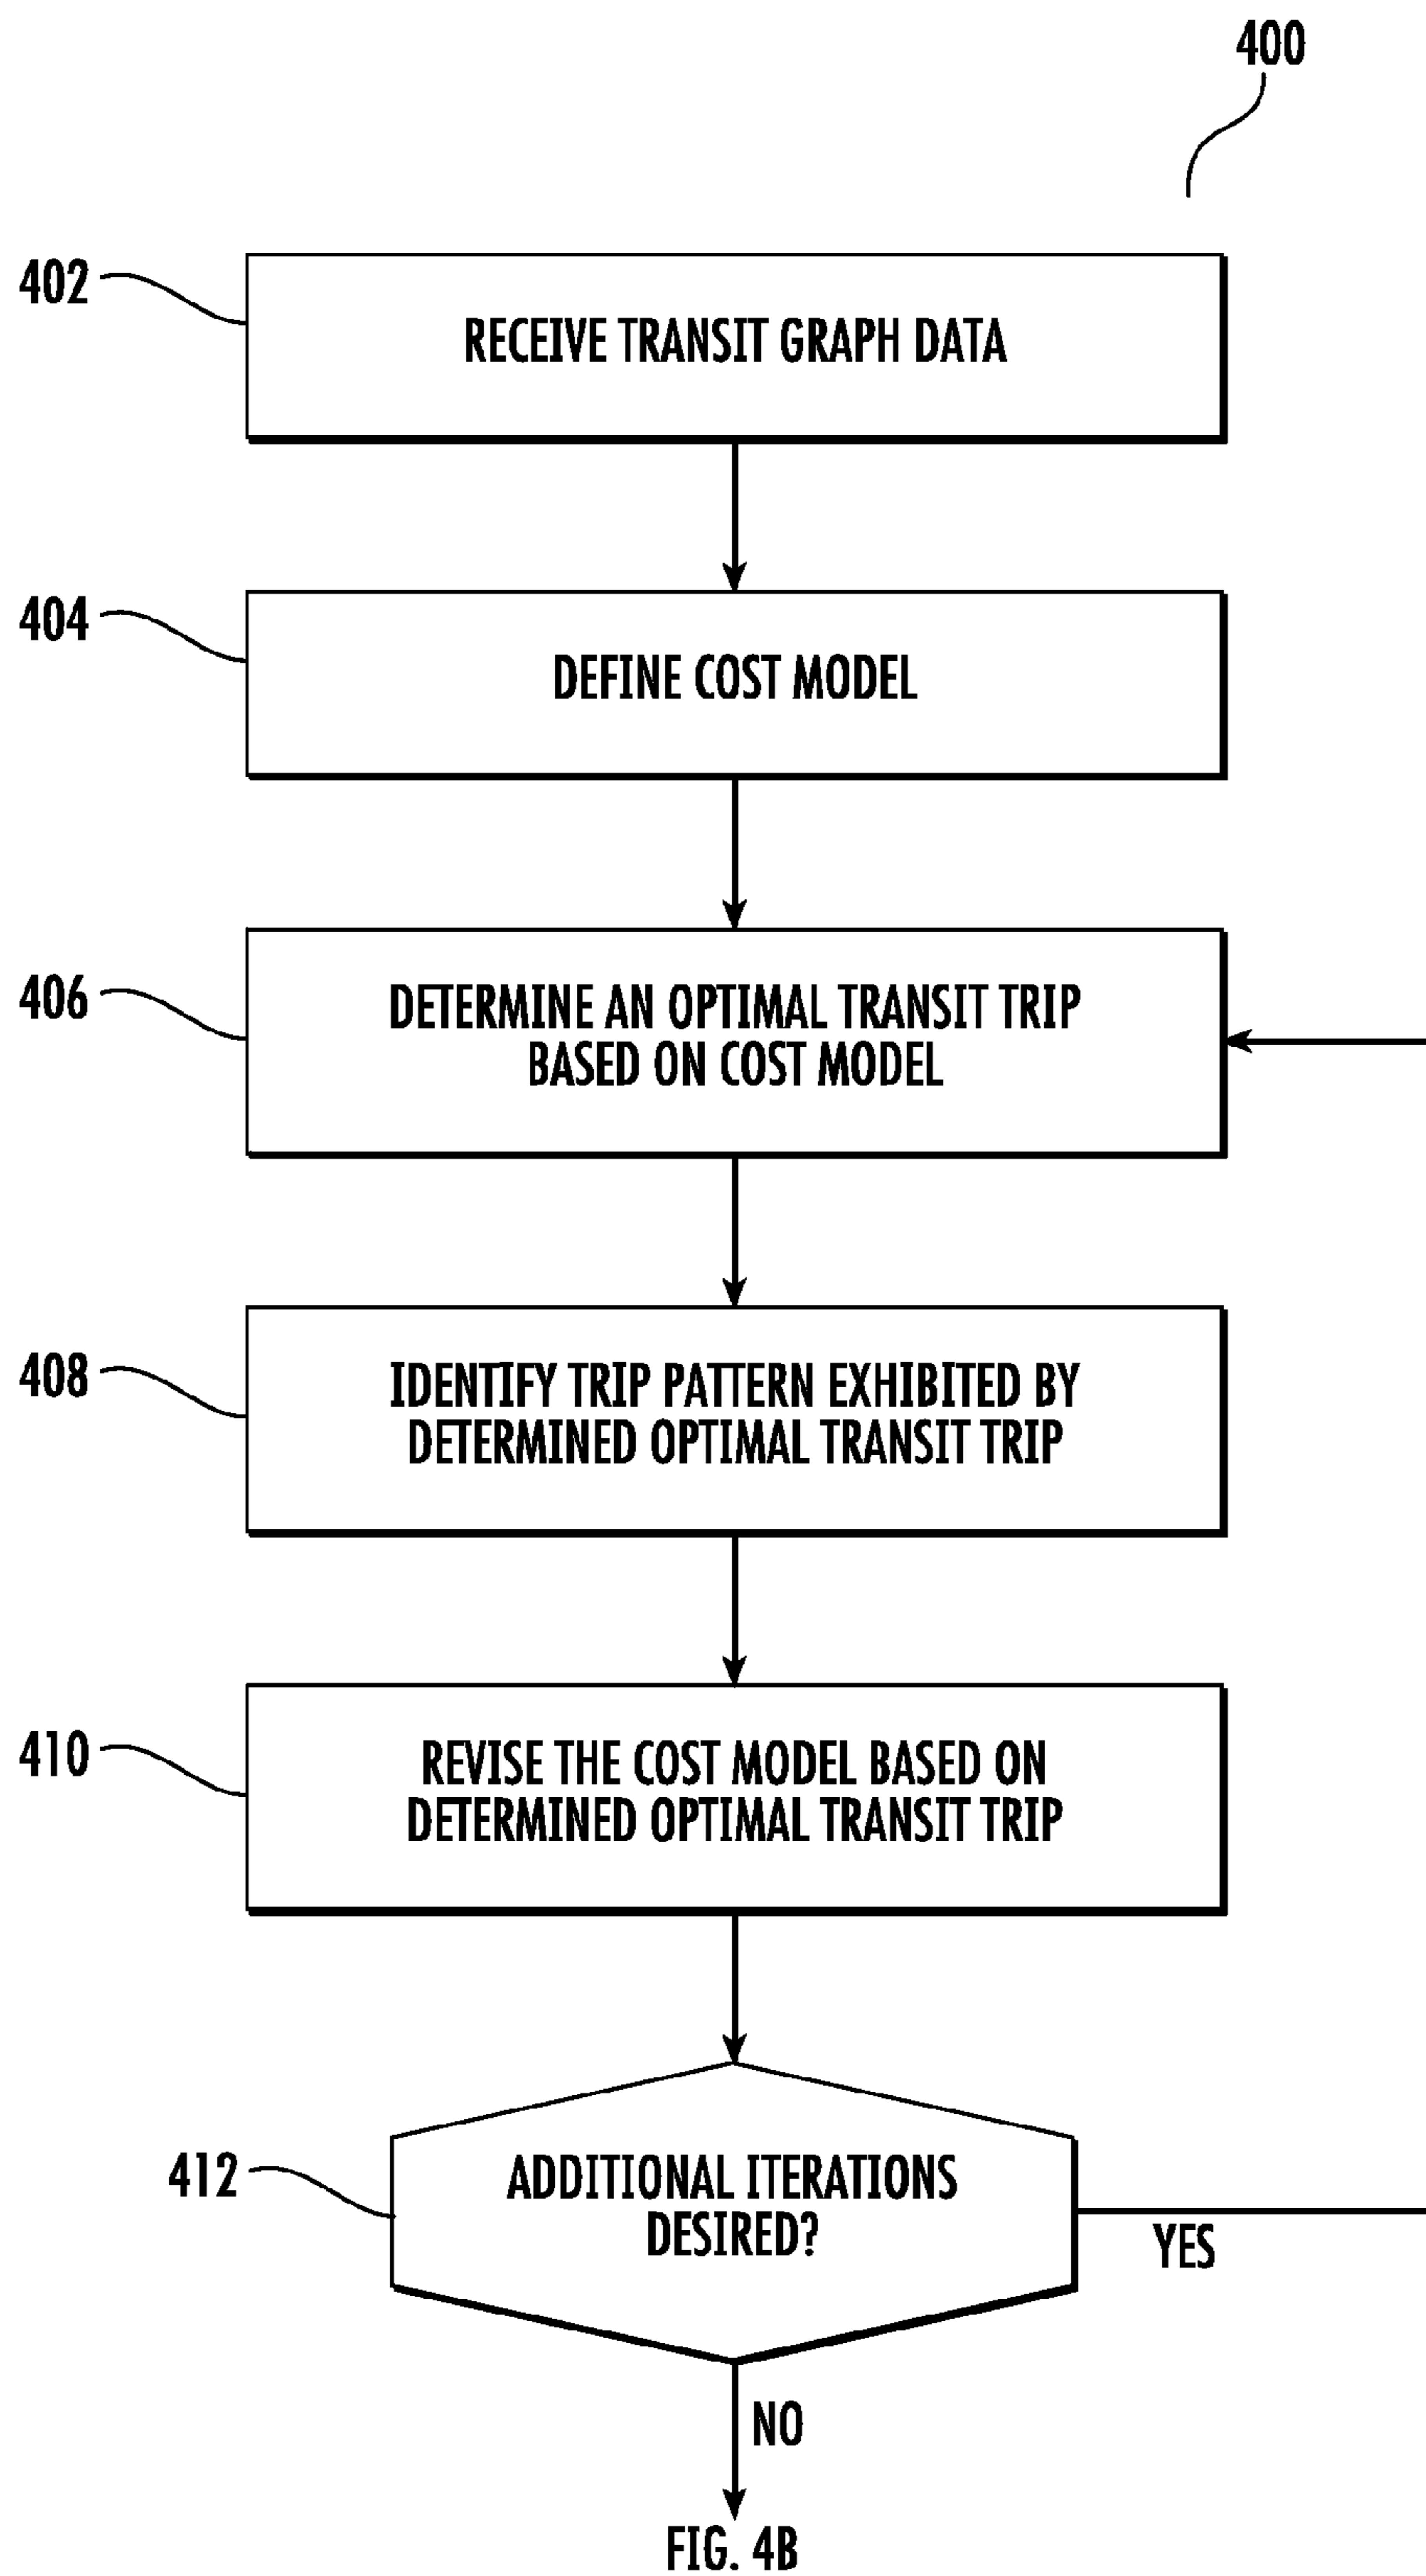 400
402
RECEIVE TRANSIT GRAPH DATA
404
DEFINE COST MODEL
406
DETERMINE AN OPTIMAL TRANSIT TRIP
BASED ON COST MODEL
408
IDENTIFY TRIP PATTERN EXHIBITED BY
DETERMINED OPTIMAL TRANSIT TRIP
410
REVISE THE COST MODEL BASED ON
DETERMINED OPTIMAL TRANSIT TRIP
412
ADDITIONAL ITERATIONS
DESIRED?
YES
NO
FIG. 4B